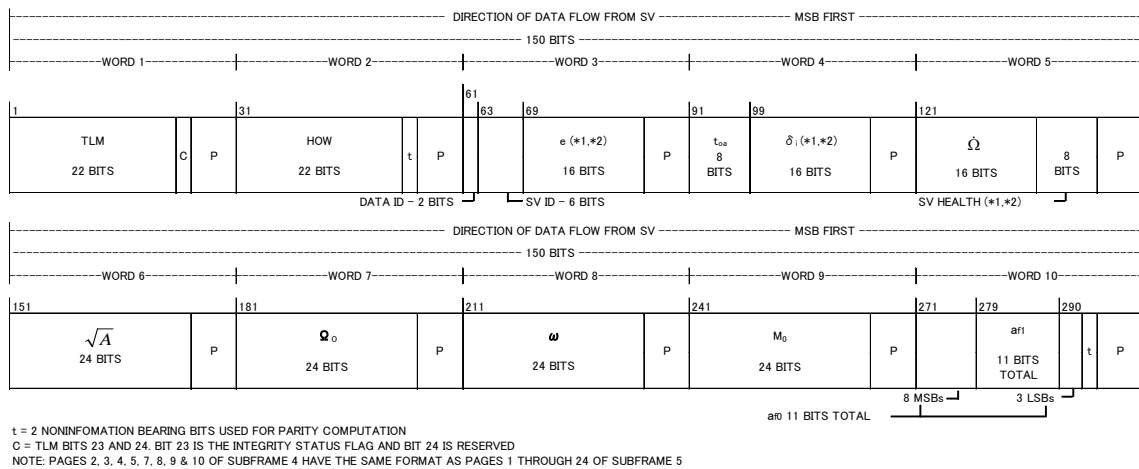 DIRECTION OF DATA FLOW FROM SV MSB FIRST
150 BITS
WORD 1 WORD 2 WORD 3 WORD 4 WORD 5
1 31 61 63 69 91 99 121
TLM 22 BITS C P HOW 22 BITS t P e (*1,*2) 16 BITS P toa 8 BITS δi (*1,*2) 16 BITS P Ω̇ 16 BITS 8 BITS P
DATA ID - 2 BITS SV ID - 6 BITS SV HEALTH (*1,*2)
DIRECTION OF DATA FLOW FROM SV MSB FIRST
150 BITS
WORD 6 WORD 7 WORD 8 WORD 9 WORD 10
151 181 211 241 271 279 290
√A 24 BITS P Ω0 24 BITS P ω 24 BITS P M0 24 BITS P af1 11 BITS TOTAL t P
8 MSBs 3 LSBs
af0 11 BITS TOTAL
t = 2 NONINFOMATION BEARING BITS USED FOR PARITY COMPUTATION
C = TLM BITS 23 AND 24. BIT 23 IS THE INTEGRITY STATUS FLAG AND BIT 24 IS RESERVED
NOTE: PAGES 2, 3, 4, 5, 7, 8, 9 & 10 OF SUBFRAME 4 HAVE THE SAME FORMAT AS PAGES 1 THROUGH 24 OF SUBFRAME 5